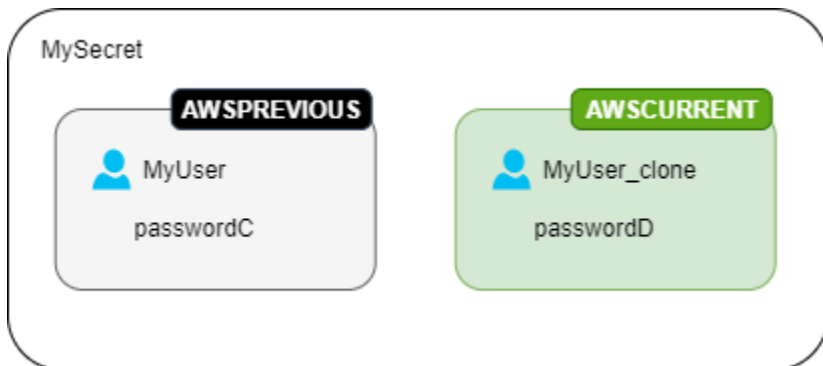 MySecret
AWSPREVIOUS
MyUser
passwordC
AWSCURRENT
MyUser_clone
passwordD